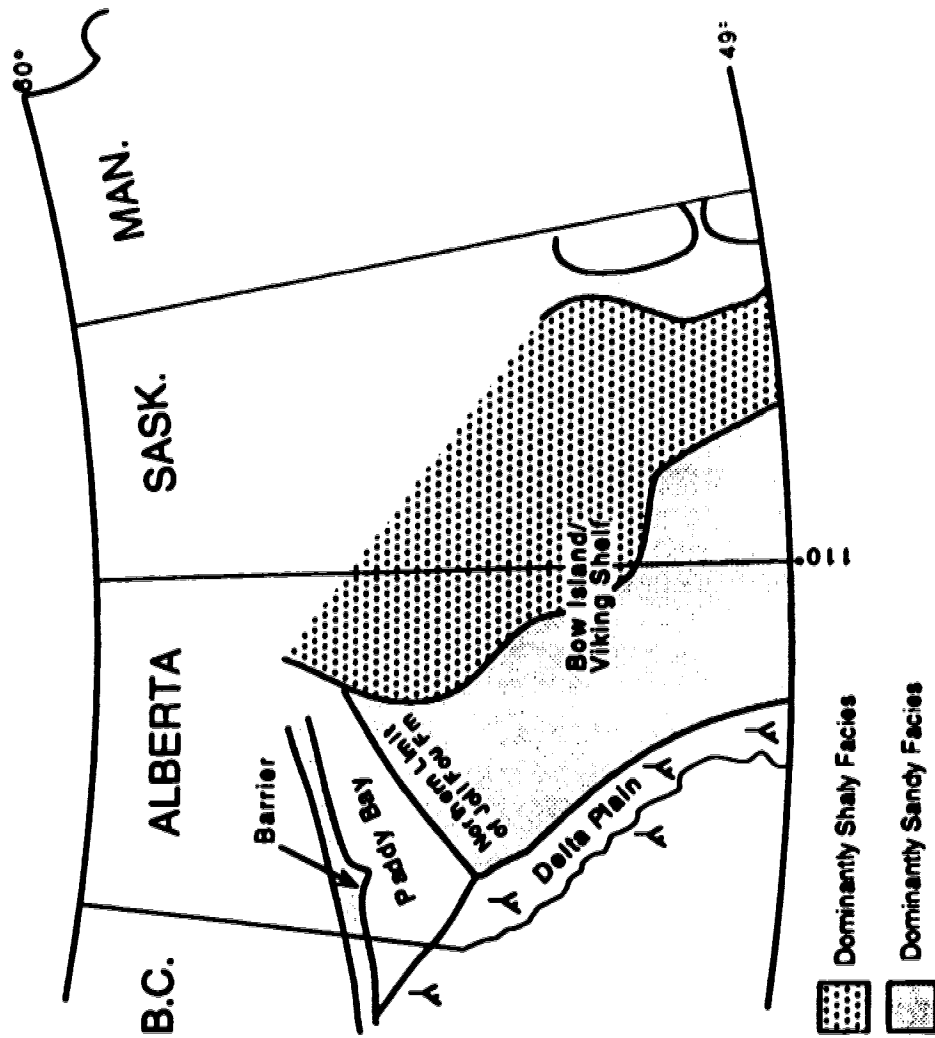 60°
B.C.
ALBERTA
SASK.
MAN.
Barrier
Paddy Bay
Northern Limit
of Joli Fou Fm
Bow Island/
Viking Shelf
Delta Plain
110°
49°
Dominantly Shaly Facies
Dominantly Sandy Facies